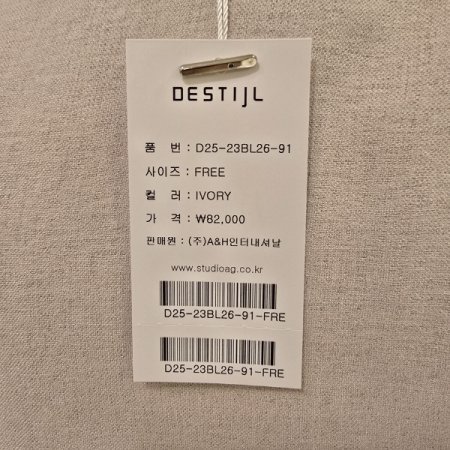 DESTIJL
품 번 : D25-23BL26-91
사이즈 : FREE
컬 러 : IVORY
가 격 : ₩82,000
판매원 : (주)A&H인터내셔날
www.studioag.co.kr
D25-23BL26-91-FRE
D25-23BL26-91-FRE